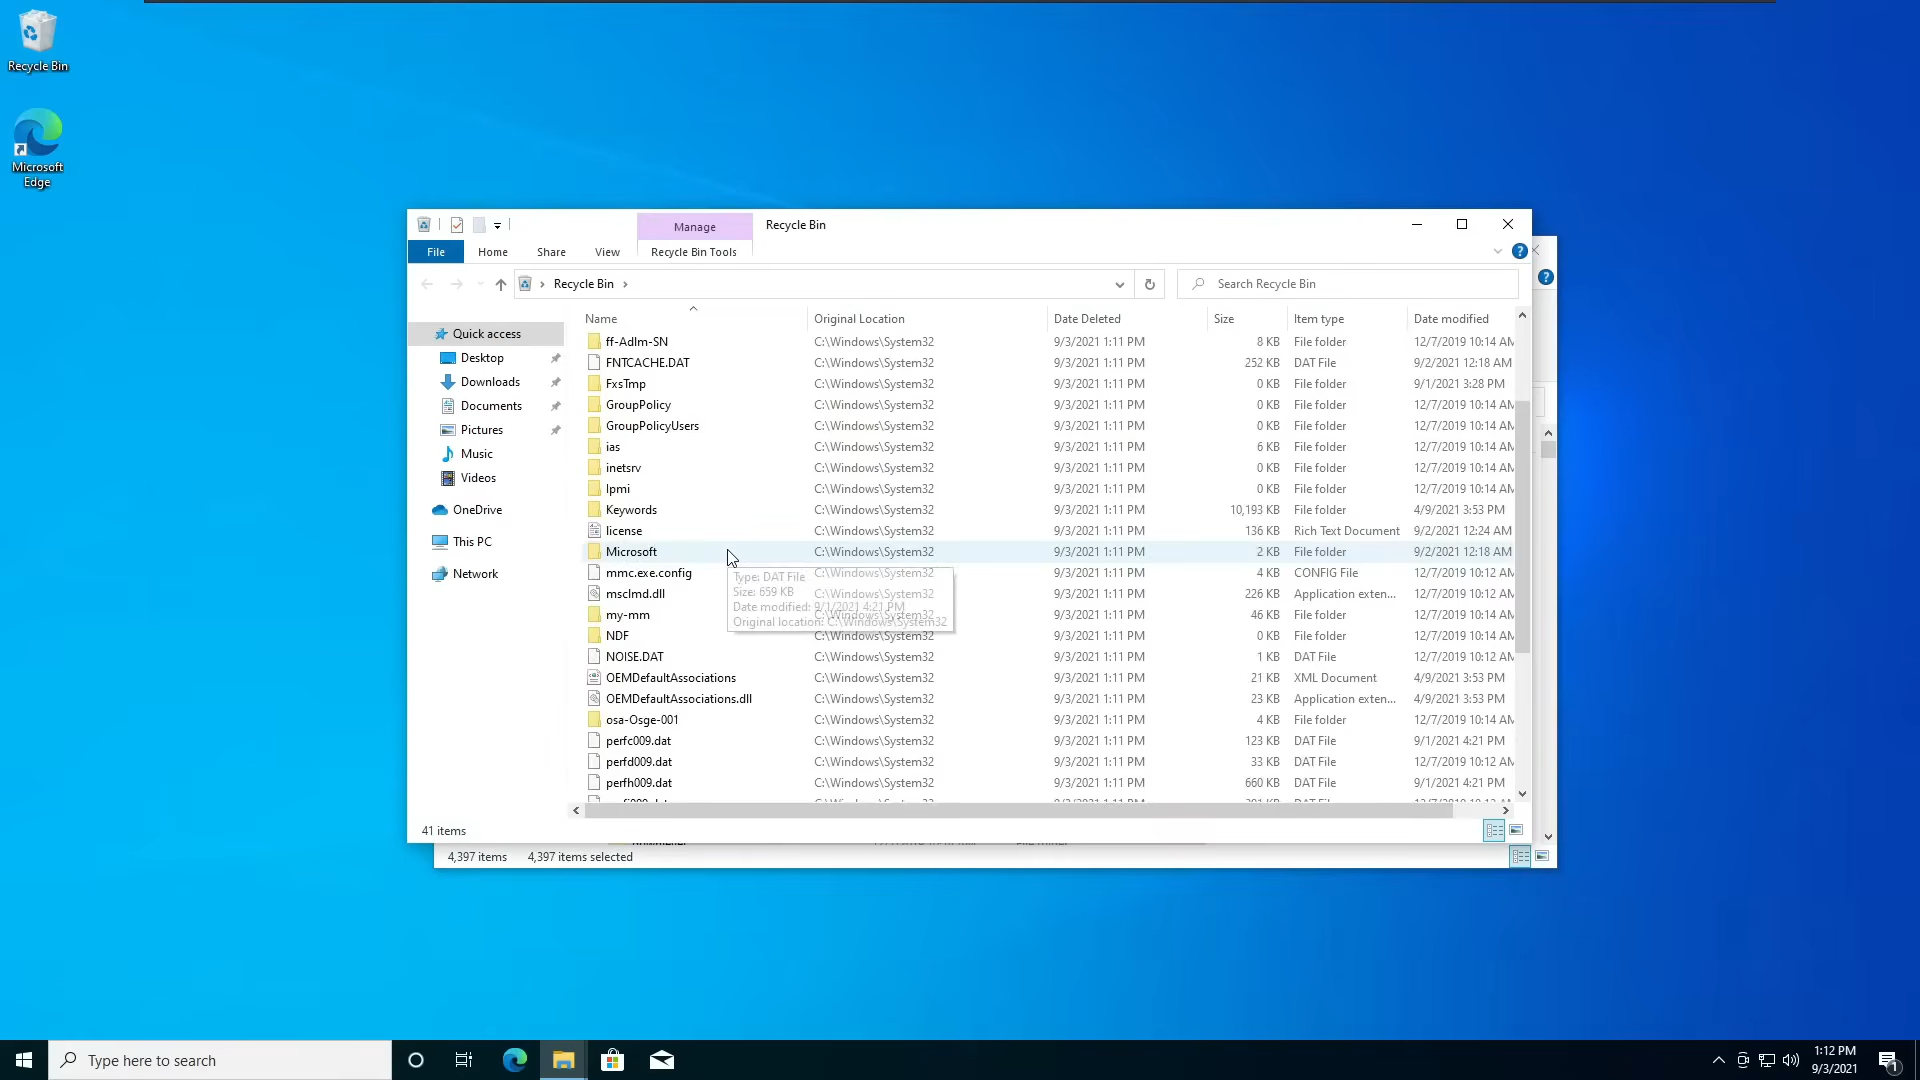 Recycle Bin
Microsoft
Edge
Manage
Recycle Bin
File
Home
Share
View
Recycle Bin Tools
Recycle Bin
Search Recycle Bin
Name Original Location Date Deleted Size Item type Date modified
Quick access
Desktop
Downloads
Documents
Pictures
Music
Videos
OneDrive
This PC
Network
ff-Adlm-SN C:\Windows\System32 9/3/2021 1:11 PM 8 KB File folder 12/7/2019 10:14 AM
FNTCACHE.DAT C:\Windows\System32 9/3/2021 1:11 PM 252 KB DAT File 9/2/2021 12:18 AM
FxsTmp C:\Windows\System32 9/3/2021 1:11 PM 0 KB File folder 9/1/2021 3:28 PM
GroupPolicy C:\Windows\System32 9/3/2021 1:11 PM 0 KB File folder 12/7/2019 10:14 AM
GroupPolicyUsers C:\Windows\System32 9/3/2021 1:11 PM 0 KB File folder 12/7/2019 10:14 AM
ias C:\Windows\System32 9/3/2021 1:11 PM 6 KB File folder 12/7/2019 10:14 AM
inetsrv C:\Windows\System32 9/3/2021 1:11 PM 0 KB File folder 12/7/2019 10:14 AM
Ipmi C:\Windows\System32 9/3/2021 1:11 PM 0 KB File folder 12/7/2019 10:14 AM
Keywords C:\Windows\System32 9/3/2021 1:11 PM 10,193 KB File folder 4/9/2021 3:53 PM
license C:\Windows\System32 9/3/2021 1:11 PM 136 KB Rich Text Document 9/2/2021 12:24 AM
Microsoft C:\Windows\System32 9/3/2021 1:11 PM 2 KB File folder 9/2/2021 12:18 AM
mmc.exe.config C:\Windows\System32 9/3/2021 1:11 PM 4 KB CONFIG File 12/7/2019 10:12 AM
msclmd.dll C:\Windows\System32 9/3/2021 1:11 PM 226 KB Application exten... 12/7/2019 10:12 AM
my-mm C:\Windows\System32 9/3/2021 1:11 PM 46 KB File folder 12/7/2019 10:14 AM
NDF C:\Windows\System32 9/3/2021 1:11 PM 0 KB File folder 12/7/2019 10:14 AM
NOISE.DAT C:\Windows\System32 9/3/2021 1:11 PM 1 KB DAT File 12/7/2019 10:12 AM
OEMDefaultAssociations C:\Windows\System32 9/3/2021 1:11 PM 21 KB XML Document 4/9/2021 3:53 PM
OEMDefaultAssociations.dll C:\Windows\System32 9/3/2021 1:11 PM 23 KB Application exten... 4/9/2021 3:53 PM
osa-Osge-001 C:\Windows\System32 9/3/2021 1:11 PM 4 KB File folder 12/7/2019 10:14 AM
perfc009.dat C:\Windows\System32 9/3/2021 1:11 PM 123 KB DAT File 9/1/2021 4:21 PM
perfd009.dat C:\Windows\System32 9/3/2021 1:11 PM 33 KB DAT File 12/7/2019 10:12 AM
perfh009.dat C:\Windows\System32 9/3/2021 1:11 PM 660 KB DAT File 9/1/2021 4:21 PM
Type: DAT File
Size: 659 KB
Date modified: 9/1/2021 4:21 PM
Original location: C:\Windows\System32
41 items
4,397 items 4,397 items selected
Type here to search
1:12 PM
9/3/2021
1